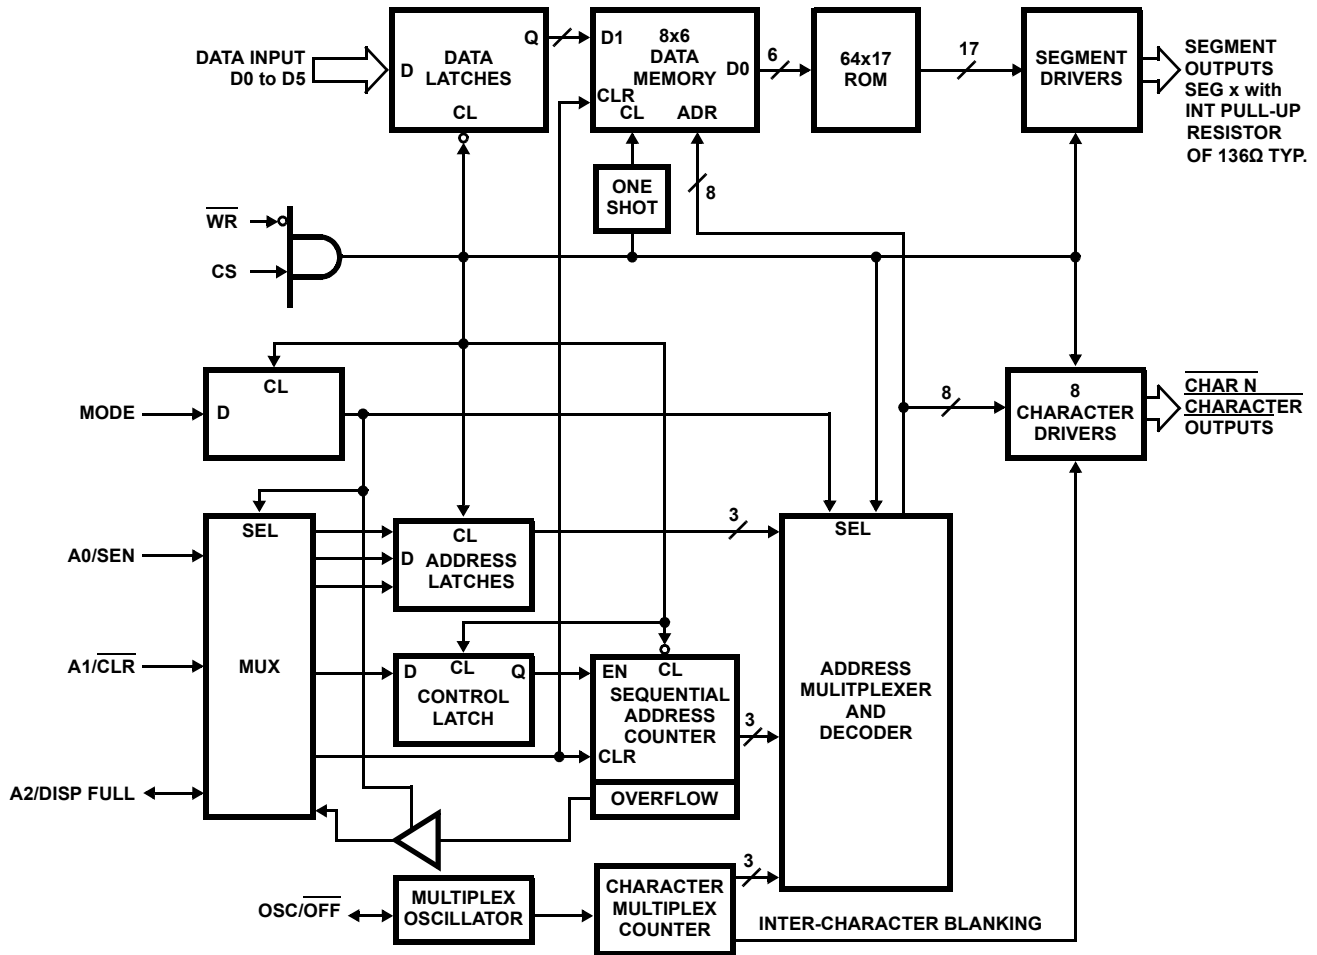 DATA INPUT
D0 to D5
D
DATA
LATCHES
Q
CL
D1
8x6
DATA
MEMORY
D0
CLR
CL
ADR
6
64x17
ROM
17
SEGMENT
DRIVERS
SEGMENT
OUTPUTS
SEG x with
INT PULL-UP
RESISTOR
OF 136Ω TYP.
ONE
SHOT
8
WR
CS
MODE
CL
D
8
8
CHARACTER
DRIVERS
CHAR N
CHARACTER
OUTPUTS
A0/SEN
A1/CLR
A2/DISP FULL
SEL
MUX
CL
D
ADDRESS
LATCHES
3
SEL
ADDRESS
MULITPLEXER
AND
DECODER
D
CL
Q
CONTROL
LATCH
EN
CL
SEQUENTIAL
ADDRESS
COUNTER
CLR
OVERFLOW
3
OSC/OFF
MULTIPLEX
OSCILLATOR
CHARACTER
MULTIPLEX
COUNTER
3
INTER-CHARACTER BLANKING